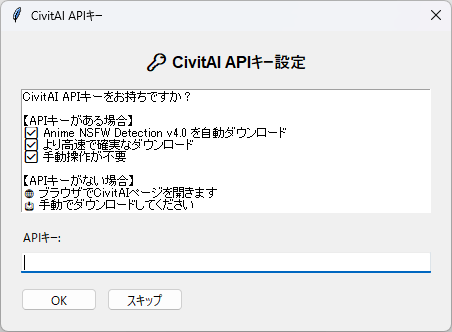 CivitAI APIキー
CivitAI APIキー設定
CivitAI APIキーをお持ちですか？
【APIキーがある場合】
Anime NSFW Detection v4.0 を自動ダウンロード
より高速で確実なダウンロード
手動操作が不要
【APIキーがない場合】
ブラウザでCivitAIページを開きます
手動でダウンロードしてください
APIキー:
OK
スキップ